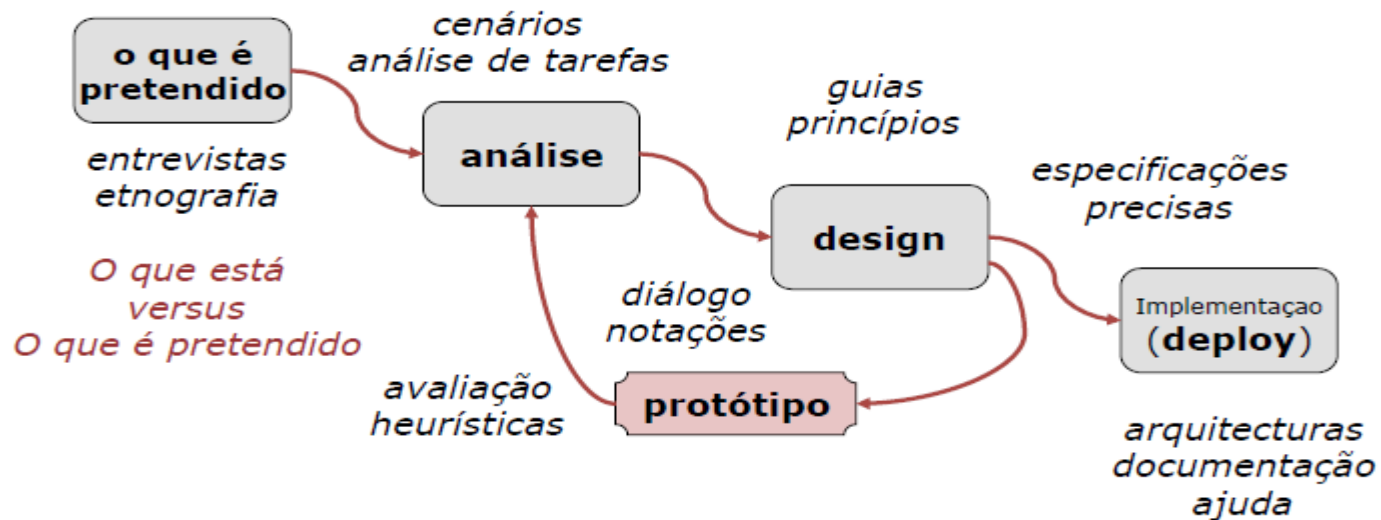 o que é
pretendido
cenários
análise de tarefas
entrevistas
etnografia
análise
guias
princípios
O que está
versus
O que é pretendido
design
especificações
precisas
diálogo
notações
Implementaçao
(deploy)
avaliação
heurísticas
protótipo
arquitecturas
documentação
ajuda